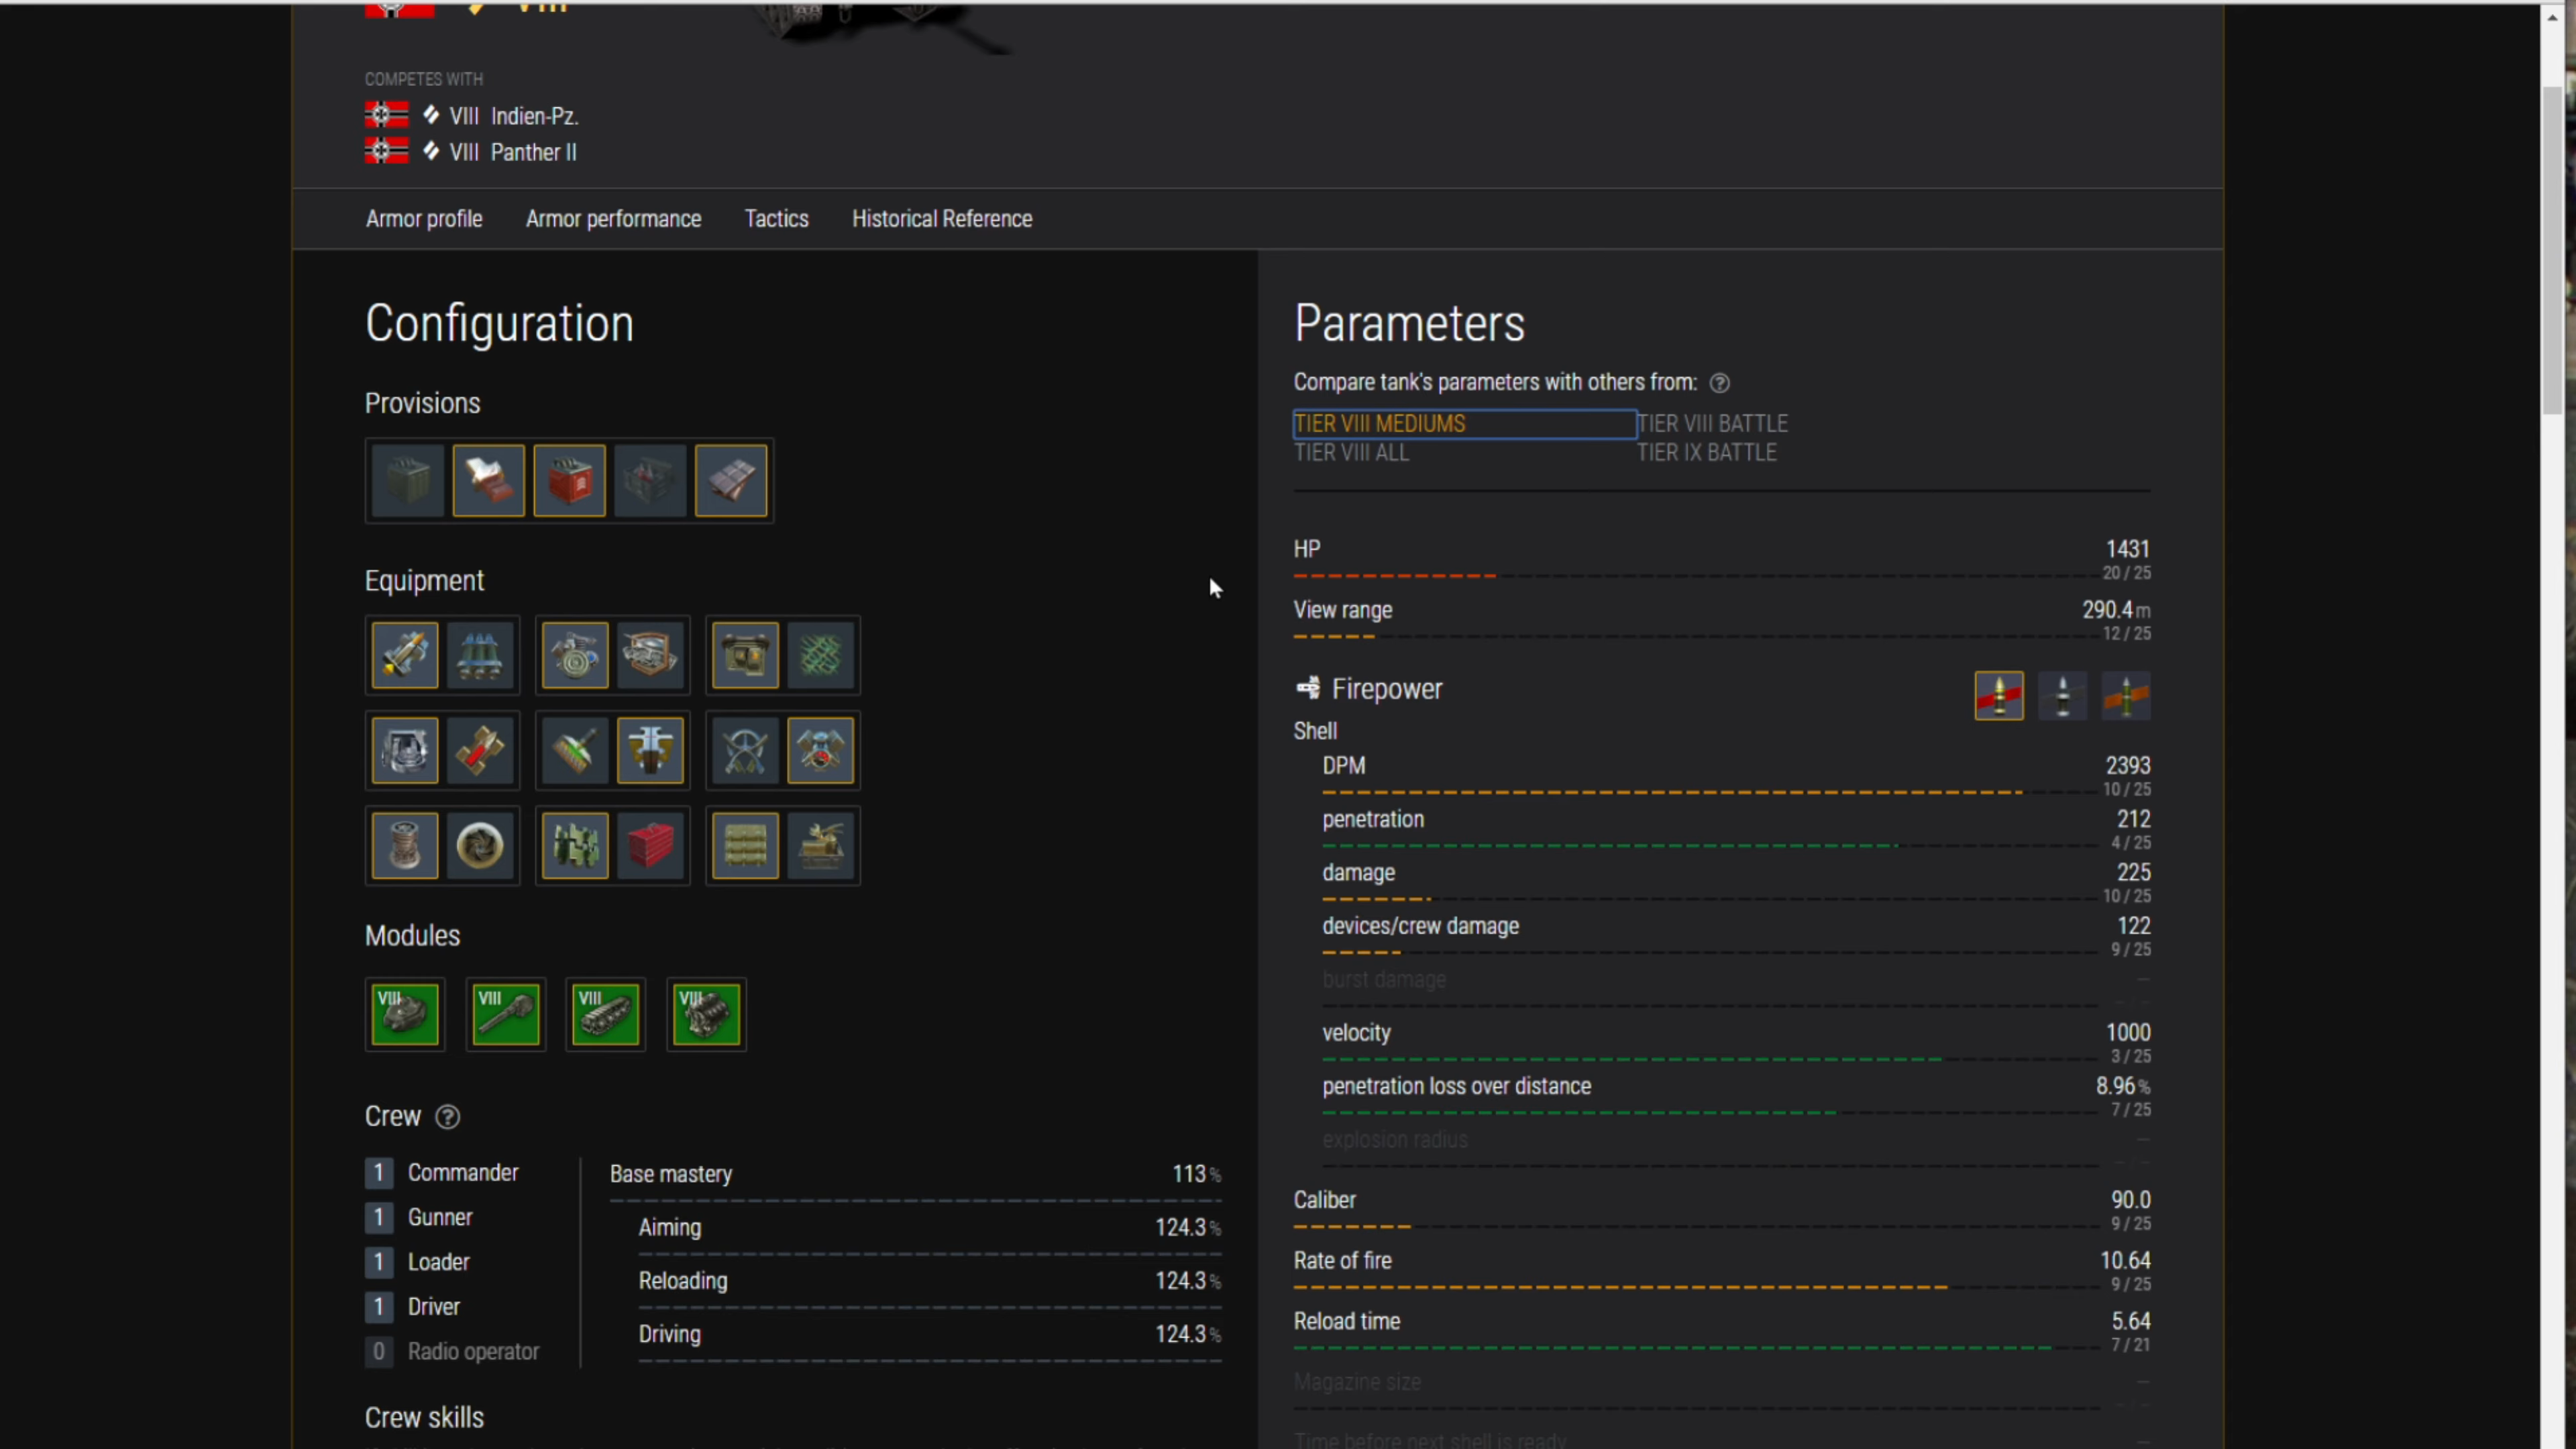 VIII
COMPETES WITH
VIII Indien-Pz.
VIII Panther II
Armor profile Armor performance Tactics Historical Reference
Configuration
Provisions
Equipment
Modules
VIII VIII VIII VIII
Crew ?
1 Commander
1 Gunner
1 Loader
1 Driver
0 Radio operator
Base mastery 113%
Aiming 124.3%
Reloading 124.3%
Driving 124.3%
Crew skills
Parameters
Compare tank's parameters with others from: ?
TIER VIII MEDIUMS TIER VIII BATTLE
TIER VIII ALL TIER IX BATTLE
HP 1431
20 / 25
View range 290.4m
12 / 25
Firepower
Shell
DPM 2393
10 / 25
penetration 212
4 / 25
damage 225
10 / 25
devices/crew damage 122
9 / 25
burst damage –
– / –
velocity 1000
3 / 25
penetration loss over distance 8.96%
7 / 25
explosion radius –
– / –
Caliber 90.0
9 / 25
Rate of fire 10.64
9 / 25
Reload time 5.64
7 / 21
Magazine size –
– / –
Time before next shell is ready –